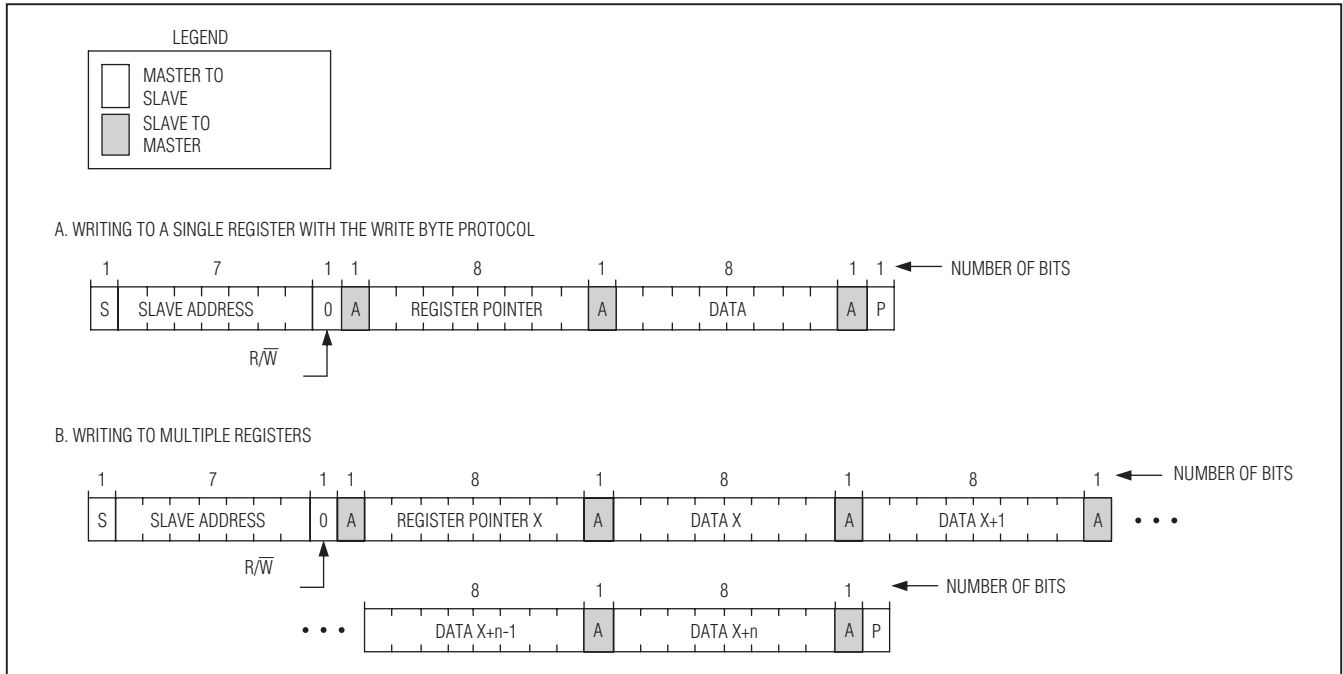 LEGEND
MASTER TO
SLAVE
SLAVE TO
MASTER
A. WRITING TO A SINGLE REGISTER WITH THE WRITE BYTE PROTOCOL
1 7 1 1 8 1 8 1 1 NUMBER OF BITS
S SLAVE ADDRESS 0 A REGISTER POINTER A DATA A P
R/W̅
B. WRITING TO MULTIPLE REGISTERS
1 7 1 1 8 1 8 1 8 1 NUMBER OF BITS
S SLAVE ADDRESS 0 A REGISTER POINTER X A DATA X A DATA X+1 A • • •
R/W̅
8 1 8 1 NUMBER OF BITS
• • • DATA X+n-1 A DATA X+n A P